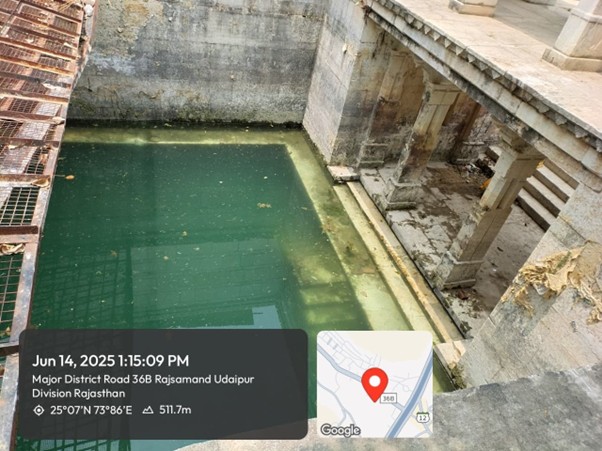 Jun 14, 2025 1:15:09 PM
Major District Road 36B Rajsamand Udaipur
Division Rajasthan
25°07'N 73°86'E 511.7m
36B
12
Google